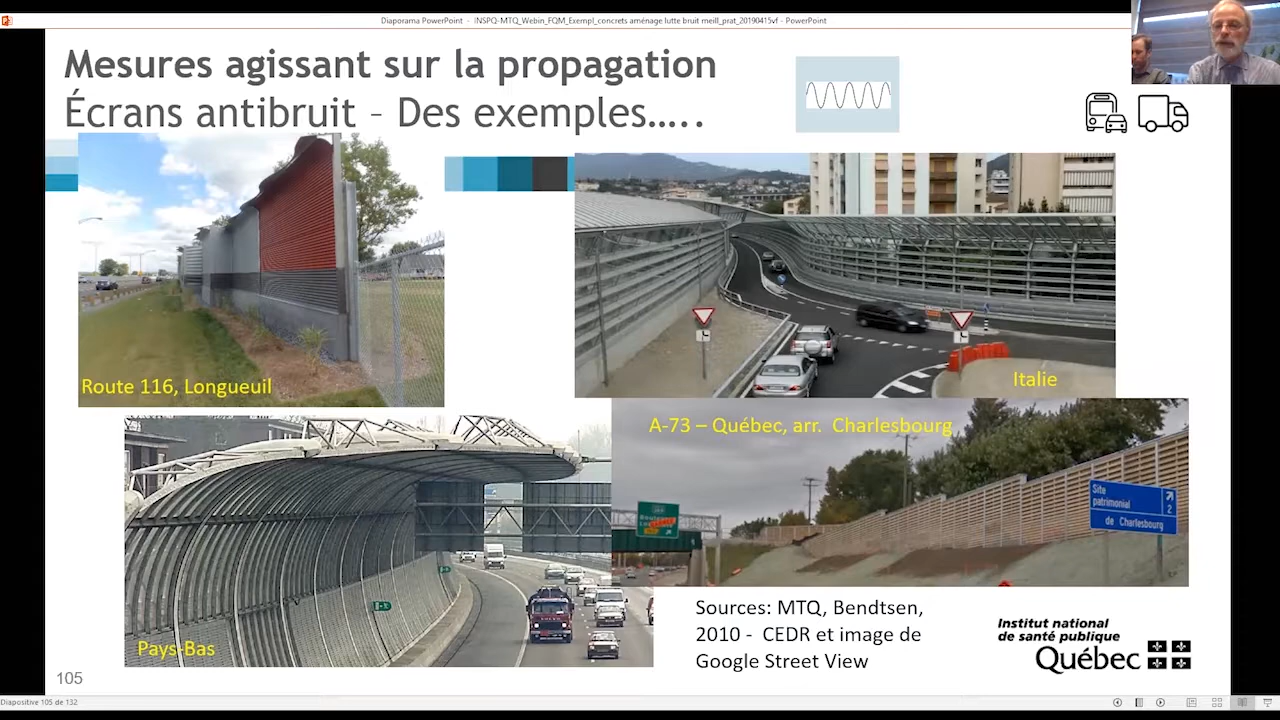 Diaporama PowerPoint - INSPQ-MTQ_Webin_FQM_Exempl_concrets aménage lutte bruit meill_prat_20190415vf - PowerPoint
Mesures agissant sur la propagation
Écrans antibruit – Des exemples…..
Route 116, Longueuil
Italie
A-73 – Québec, arr. Charlesbourg
Site
patrimonial
2
de Charlesbourg
Pays-Bas
Sources: MTQ, Bendtsen,
2010 - CEDR et image de
Google Street View
Institut national
de santé publique
Québec
105
Diapositive 105 de 132